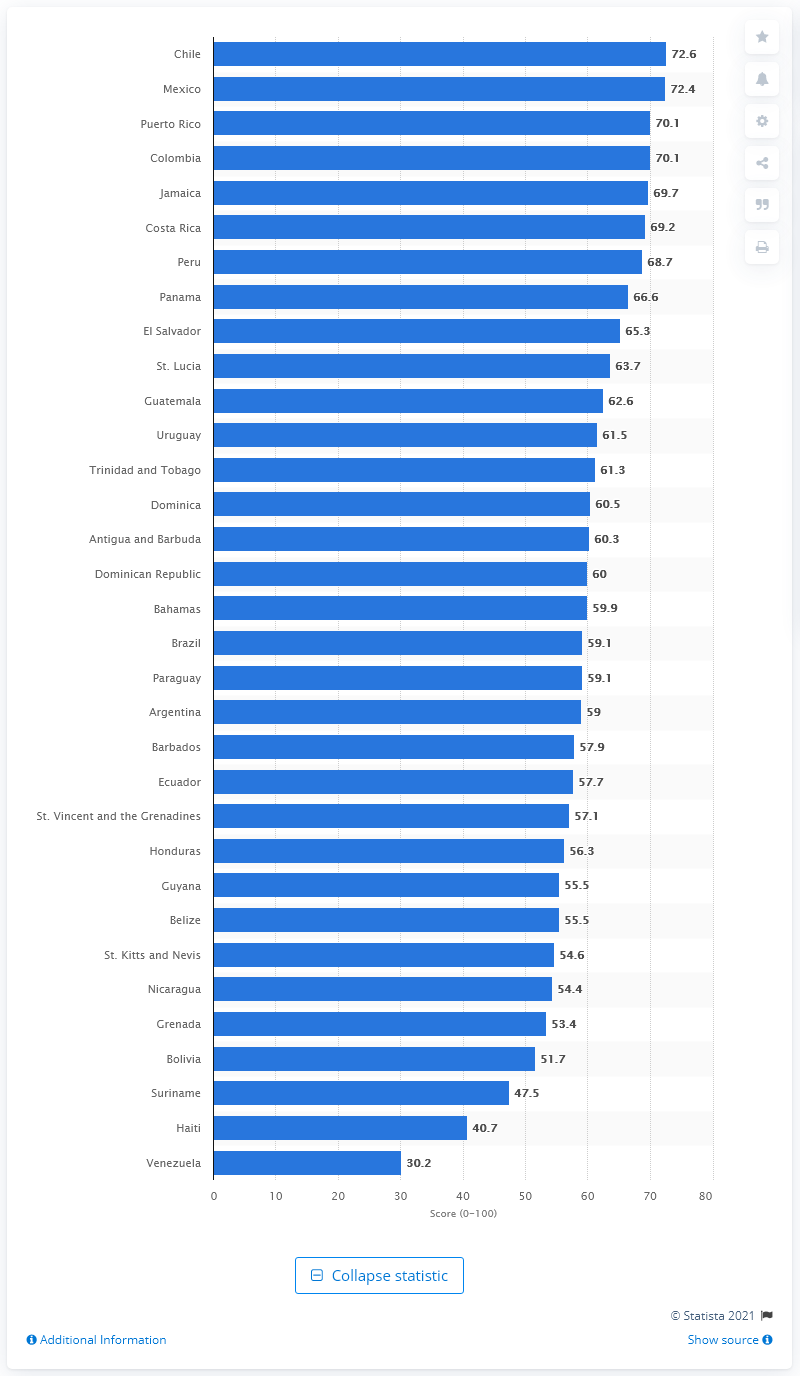 Chile 72.6
Mexico 72.4
Puerto Rico 70.1
Colombia 70.1
Jamaica 69.7
Costa Rica 69.2
Peru 68.7
Panama 66.6
El Salvador 65.3
St. Lucia 63.7
Guatemala 62.6
Uruguay 61.5
Trinidad and Tobago 61.3
Dominica 60.5
Antigua and Barbuda 60.3
Dominican Republic 60
Bahamas 59.9
Brazil 59.1
Paraguay 59.1
Argentina 59
Barbados 57.9
Ecuador 57.7
St. Vincent and the Grenadines 57.1
Honduras 56.3
Guyana 55.5
Belize 55.5
St. Kitts and Nevis 54.6
Nicaragua 54.4
Grenada 53.4
Bolivia 51.7
Suriname 47.5
Haiti 40.7
Venezuela 30.2
0 10 20 30 40 50 60 70 80
Score (0-100)
Collapse statistic
© Statista 2021
Additional Information Show source